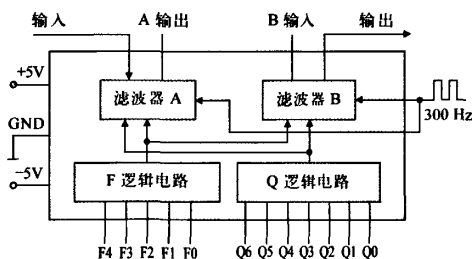 输入 A 输出 B 输入 输出
+5V
GND
−5V
滤波器 A 滤波器 B
300 Hz
F 逻辑电路 Q 逻辑电路
F4 F3 F2 F1 F0 Q6 Q5 Q4 Q3 Q2 Q1 Q0